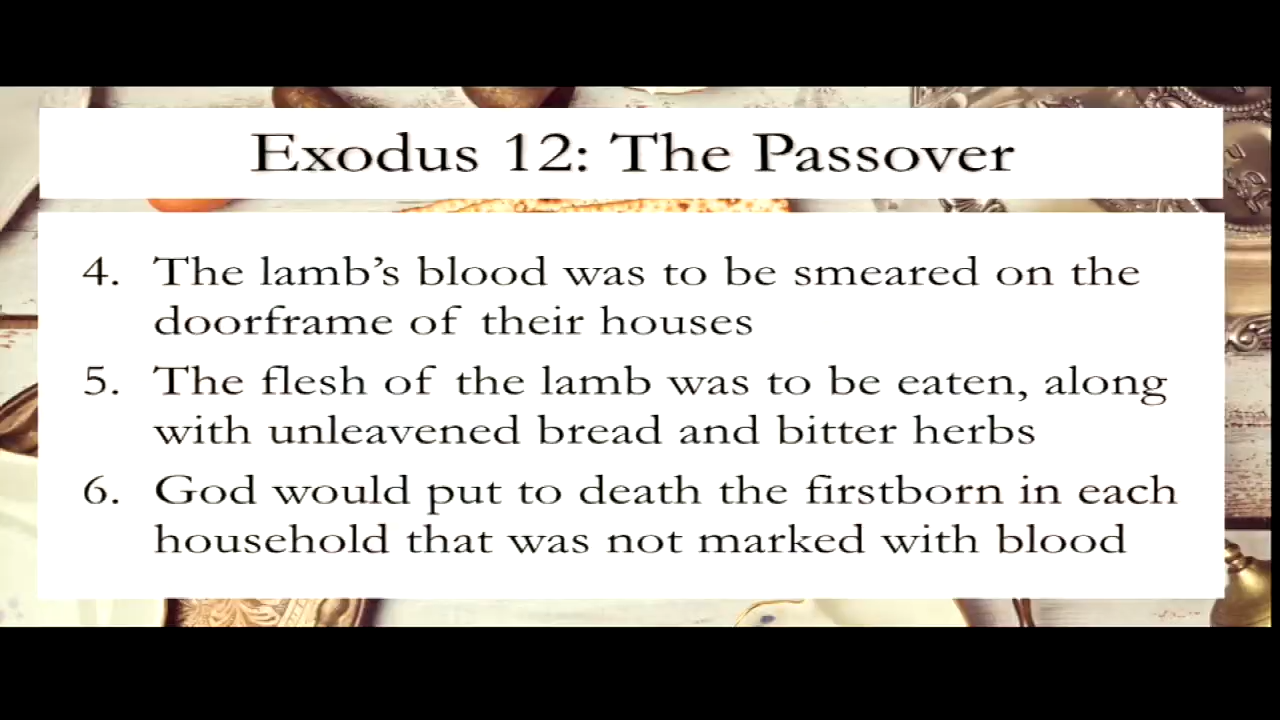 Exodus 12: The Passover
4. The lamb’s blood was to be smeared on the
doorframe of their houses
5. The flesh of the lamb was to be eaten, along
with unleavened bread and bitter herbs
6. God would put to death the firstborn in each
household that was not marked with blood